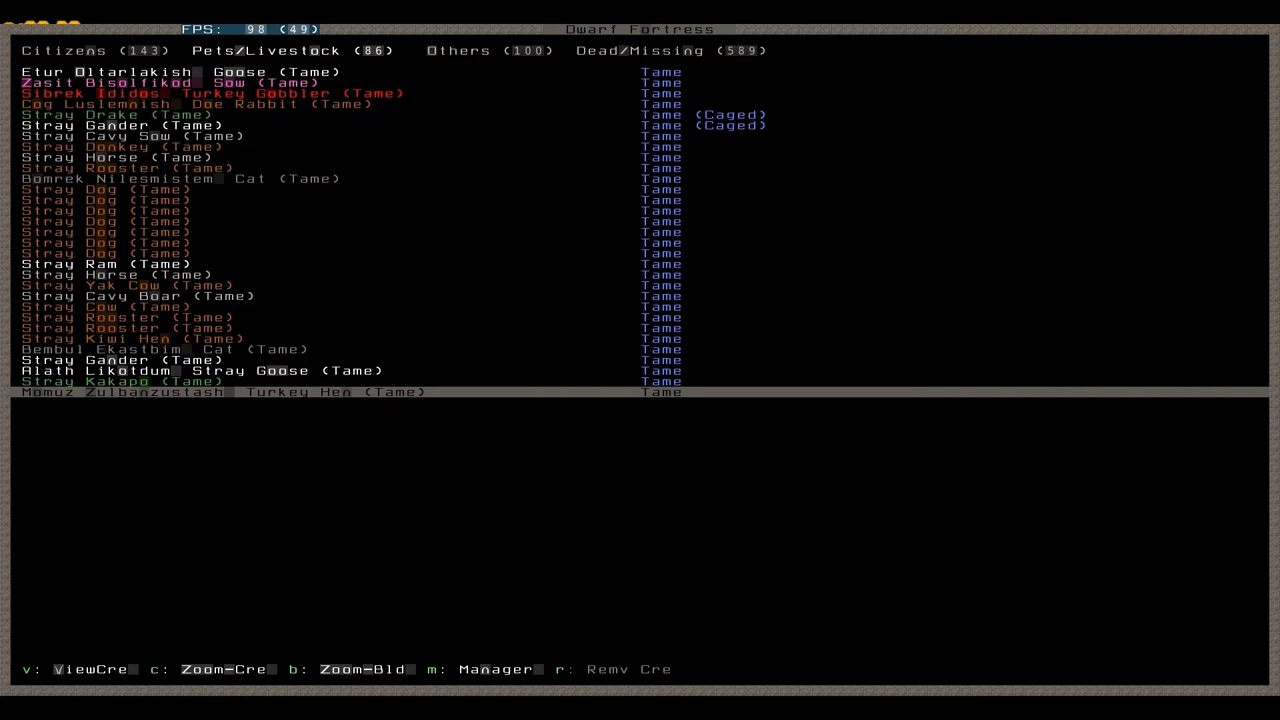 FPS: 98 (49) Dwarf Fortress
Citizens (143) Pets/Livestock (86) Others (100) Dead/Missing (589)
Etur Oltarlakish Goose (Tame) Tame
Zasit Bisolfikod Sow (Tame) Tame
Sibrek Ididos Turkey Gobbler (Tame) Tame
Cog Luslemnish Doe Rabbit (Tame) Tame
Stray Drake (Tame) Tame (Caged)
Stray Gander (Tame) Tame (Caged)
Stray Cavy Sow (Tame) Tame
Stray Donkey (Tame) Tame
Stray Horse (Tame) Tame
Stray Rooster (Tame) Tame
Bomrek Nilesmistem Cat (Tame) Tame
Stray Dog (Tame) Tame
Stray Dog (Tame) Tame
Stray Dog (Tame) Tame
Stray Dog (Tame) Tame
Stray Dog (Tame) Tame
Stray Dog (Tame) Tame
Stray Dog (Tame) Tame
Stray Ram (Tame) Tame
Stray Horse (Tame) Tame
Stray Yak Cow (Tame) Tame
Stray Cavy Boar (Tame) Tame
Stray Cow (Tame) Tame
Stray Rooster (Tame) Tame
Stray Rooster (Tame) Tame
Stray Kiwi Hen (Tame) Tame
Bembul Ekastbim Cat (Tame) Tame
Stray Gander (Tame) Tame
Alath Likotdum Stray Goose (Tame) Tame
Stray Kakapo (Tame) Tame
Momuz Zulbanzustash Turkey Hen (Tame) Tame
v: ViewCre c: Zoom-Cre b: Zoom-Bld m: Manager r: Remv Cre